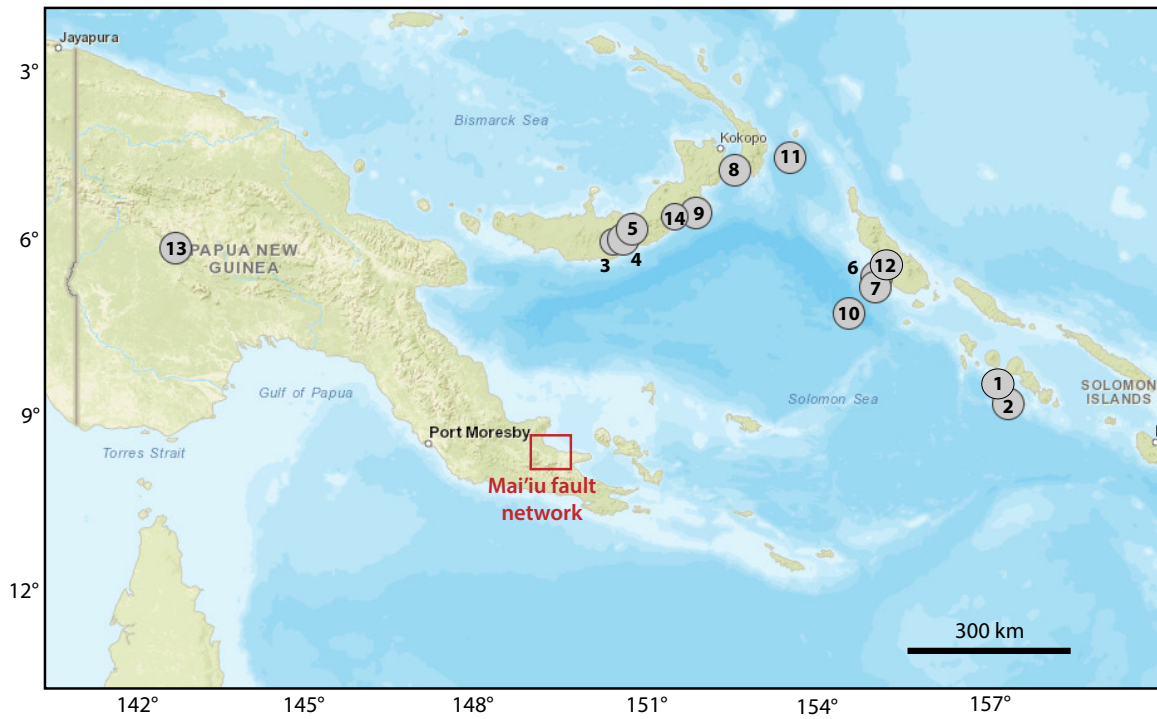 Jayapura
3°
Bismarck Sea
Kokopo
11
8
9
14
6°
13
PAPUA NEW
GUINEA
5
3
4
6
12
7
10
Gulf of Papua
Solomon Sea
1
2
SOLOMON
ISLANDS
9°
Port Moresby
Torres Strait
Mai'iu fault
network
12°
300 km
142°
145°
148°
151°
154°
157°